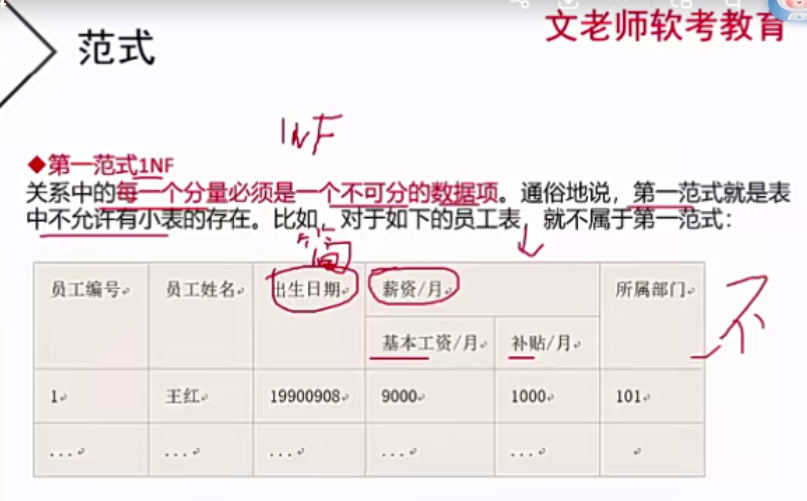 文老师软考教育
范式
1NF
◆第一范式1NF
关系中的每一个分量必须是一个不可分的数据项。通俗地说，第一范式就是表
中不允许有小表的存在。比如，对于如下的员工表，就不属于第一范式：
员工编号 员工姓名 出生日期 薪资/月 所属部门
基本工资/月 补贴/月
不
1 王红 19900908 9000 1000 101
... ... ... ... ...